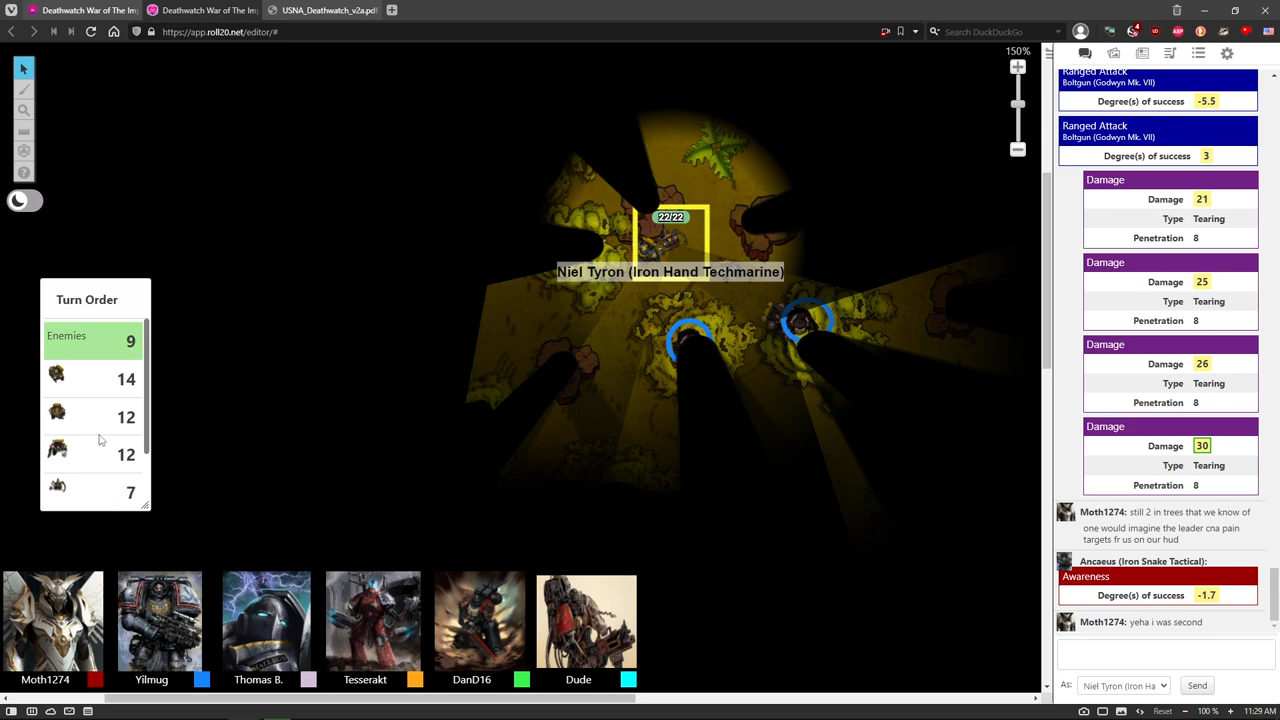 Deatchwatch War of The Im
Deatchwatch War of The Im
USNA_Deathwatch_v2a.pdf
https://app.roll20.net/editor/#
Search DuckDuckGo
4
150%
22/22
Niel Tyron (Iron Hand Techmarine)
Turn Order
Enemies 9
14
12
12
7
Moth1274
Yilmug
Thomas B.
Tesserakt
DanD16
Dude
Ranged Attack
Boltgun (Godwyn Mk. VII)
Degree(s) of success -5.5
Ranged Attack
Boltgun (Godwyn Mk. VII)
Degree(s) of success 3
Damage
Damage 21
Type Tearing
Penetration 8
Damage
Damage 25
Type Tearing
Penetration 8
Damage
Damage 26
Type Tearing
Penetration 8
Damage
Damage 30
Type Tearing
Penetration 8
Moth1274: still 2 in trees that we know of
one would imagine the leader cna pain
targets fr us on our hud
Ancaeus (Iron Snake Tactical):
Awareness
Degree(s) of success -1.7
Moth1274: yeha i was second
As: Niel Tyron (Iron Ha Send
Reset 100 % 11:29 AM